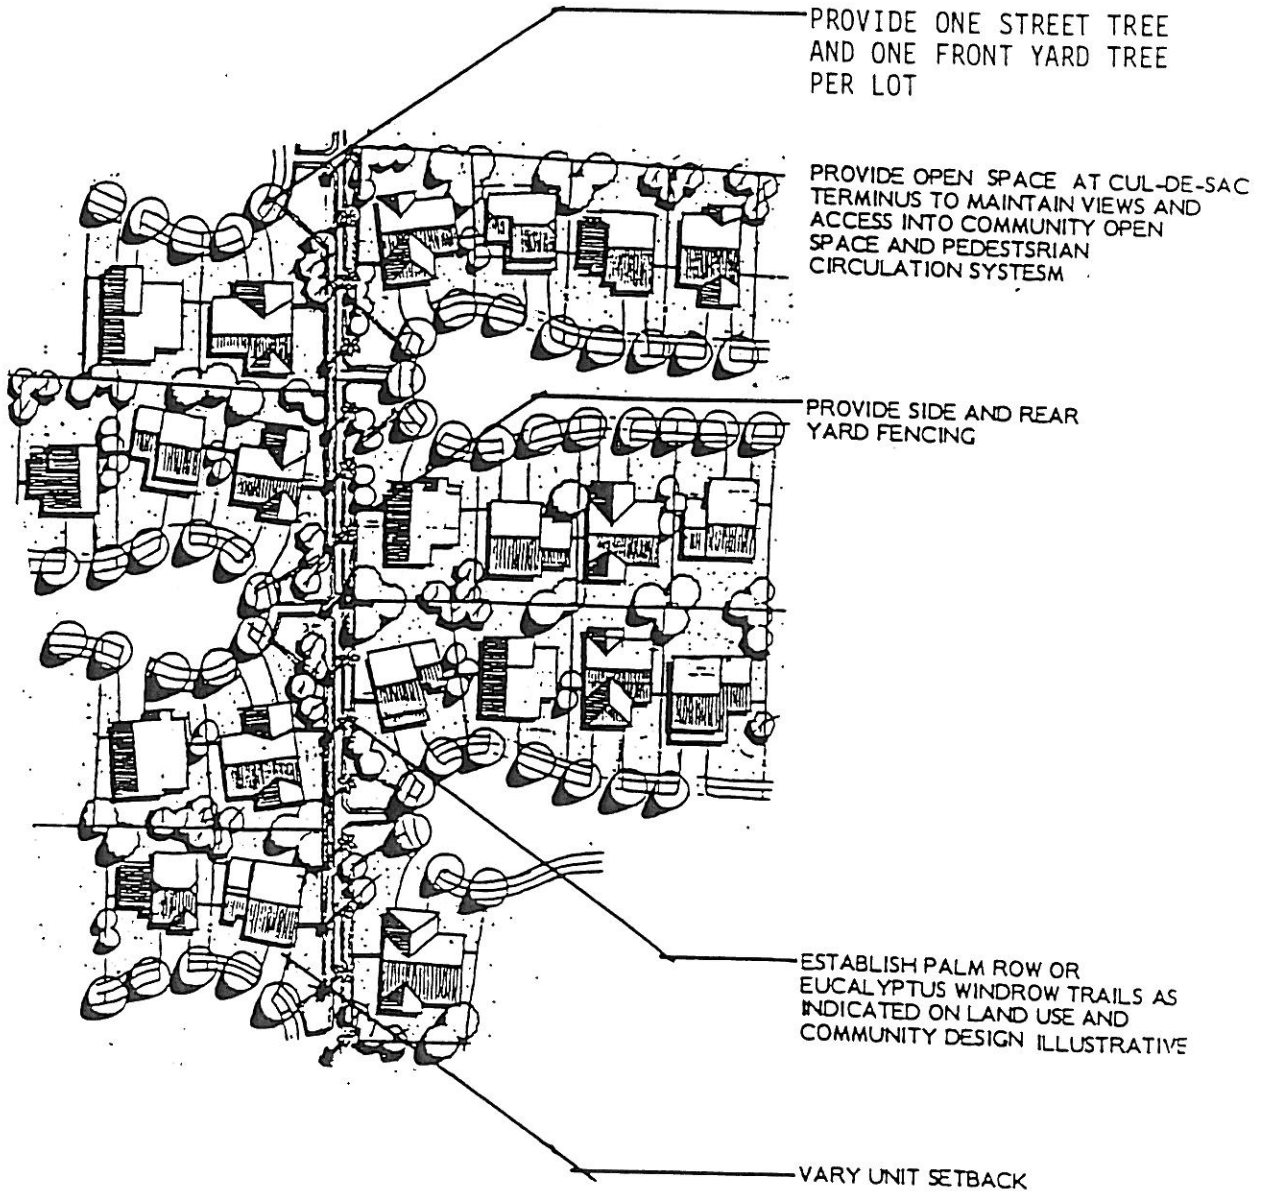 PROVIDE ONE STREET TREE
AND ONE FRONT YARD TREE
PER LOT
PROVIDE OPEN SPACE AT CUL-DE-SAC
TERMINUS TO MAINTAIN VIEWS AND
ACCESS INTO COMMUNITY OPEN
SPACE AND PEDESTSRIAN
CIRCULATION SYSTESM
PROVIDE SIDE AND REAR
YARD FENCING
ESTABLISH PALM ROW OR
EUCALYPTUS WINDROW TRAILS AS
INDICATED ON LAND USE AND
COMMUNITY DESIGN ILLUSTRATIVE
VARY UNIT SETBACK